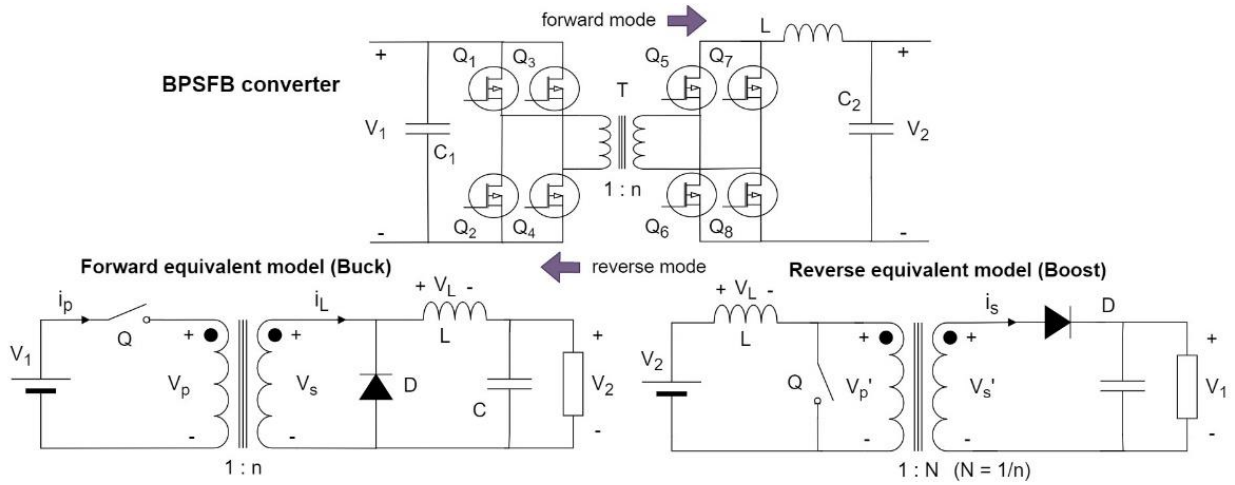 forward mode
L
BPSFB converter
+
V1
-
C1
Q1
Q3
Q2
Q4
T
1 : n
Q5
Q7
Q6
Q8
C2
+
V2
-
reverse mode
Forward equivalent model (Buck)
ip
Q
V1
+
Vp
-
1 : n
+
Vs
-
iL
D
+ VL -
L
C
+
V2
-
Reverse equivalent model (Boost)
+ VL -
L
V2
Q
+
Vp'
-
1 : N (N = 1/n)
+
Vs'
-
is
D
+
V1
-